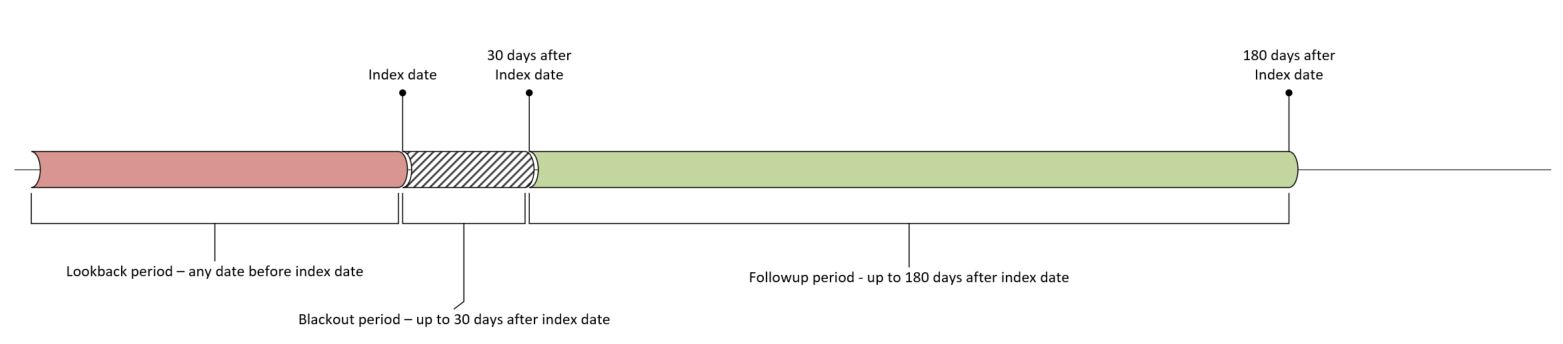 30 days after
180 days after
Index date
Index date
Index date
Lookback period – any date before index date
Followup period - up to 180 days after index date
Blackout period – up to 30 days after index date